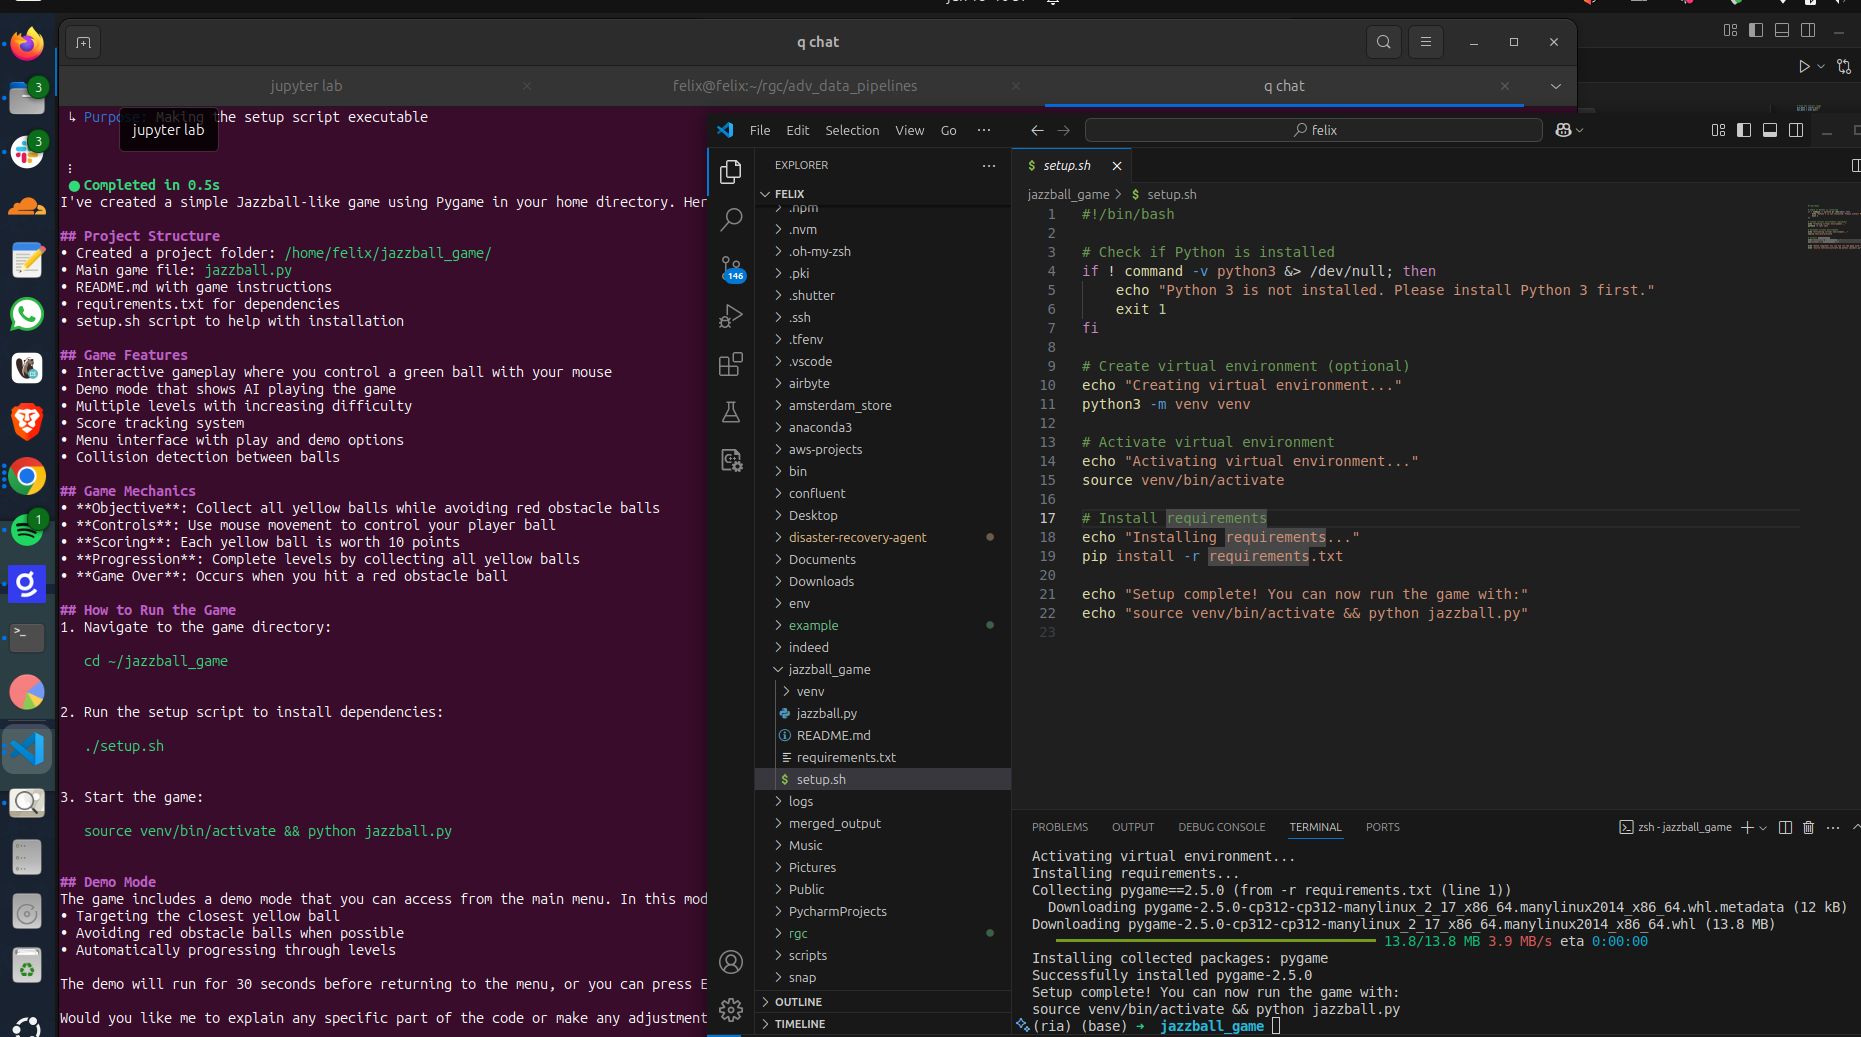 q chat
jupyter lab
felix@felix:~/rgc/adv_data_pipelines
q chat
3
3
1
↳ Purpose: Making the setup script executable
jupyter lab
● Completed in 0.5s
I've created a simple Jazzball-like game using Pygame in your home directory. Her
## Project Structure
• Created a project folder: /home/felix/jazzball_game/
• Main game file: jazzball.py
• README.md with game instructions
• requirements.txt for dependencies
• setup.sh script to help with installation
## Game Features
• Interactive gameplay where you control a green ball with your mouse
• Demo mode that shows AI playing the game
• Multiple levels with increasing difficulty
• Score tracking system
• Menu interface with play and demo options
• Collision detection between balls
## Game Mechanics
• **Objective**: Collect all yellow balls while avoiding red obstacle balls
• **Controls**: Use mouse movement to control your player ball
• **Scoring**: Each yellow ball is worth 10 points
• **Progression**: Complete levels by collecting all yellow balls
• **Game Over**: Occurs when you hit a red obstacle ball
## How to Run the Game
1. Navigate to the game directory:
cd ~/jazzball_game
2. Run the setup script to install dependencies:
./setup.sh
3. Start the game:
source venv/bin/activate && python jazzball.py
## Demo Mode
The game includes a demo mode that you can access from the main menu. In this mod
• Targeting the closest yellow ball
• Avoiding red obstacle balls when possible
• Automatically progressing through levels
The demo will run for 30 seconds before returning to the menu, or you can press E
Would you like me to explain any specific part of the code or make any adjustment
File Edit Selection View Go ···
felix
146
EXPLORER
FELIX
.npm
.nvm
.oh-my-zsh
.pki
.shutter
.ssh
.tfenv
.vscode
airbyte
amsterdam_store
anaconda3
aws-projects
bin
confluent
Desktop
disaster-recovery-agent
Documents
Downloads
env
example
indeed
jazzball_game
venv
jazzball.py
README.md
requirements.txt
$ setup.sh
logs
merged_output
Music
Pictures
Public
PycharmProjects
rgc
scripts
snap
OUTLINE
TIMELINE
$ setup.sh
jazzball_game > $ setup.sh
1 #!/bin/bash
2
3 # Check if Python is installed
4 if ! command -v python3 &> /dev/null; then
5 echo "Python 3 is not installed. Please install Python 3 first."
6 exit 1
7 fi
8
9 # Create virtual environment (optional)
10 echo "Creating virtual environment..."
11 python3 -m venv venv
12
13 # Activate virtual environment
14 echo "Activating virtual environment..."
15 source venv/bin/activate
16
17 # Install requirements
18 echo "Installing requirements..."
19 pip install -r requirements.txt
20
21 echo "Setup complete! You can now run the game with:"
22 echo "source venv/bin/activate && python jazzball.py"
23
PROBLEMS OUTPUT DEBUG CONSOLE TERMINAL PORTS
zsh - jazzball_game
Activating virtual environment...
Installing requirements...
Collecting pygame==2.5.0 (from -r requirements.txt (line 1))
Downloading pygame-2.5.0-cp312-cp312-manylinux_2_17_x86_64.manylinux2014_x86_64.whl.metadata (12 kB)
Downloading pygame-2.5.0-cp312-cp312-manylinux_2_17_x86_64.manylinux2014_x86_64.whl (13.8 MB)
13.8/13.8 MB 3.9 MB/s eta 0:00:00
Installing collected packages: pygame
Successfully installed pygame-2.5.0
Setup complete! You can now run the game with:
source venv/bin/activate && python jazzball.py
(ria) (base) → jazzball_game